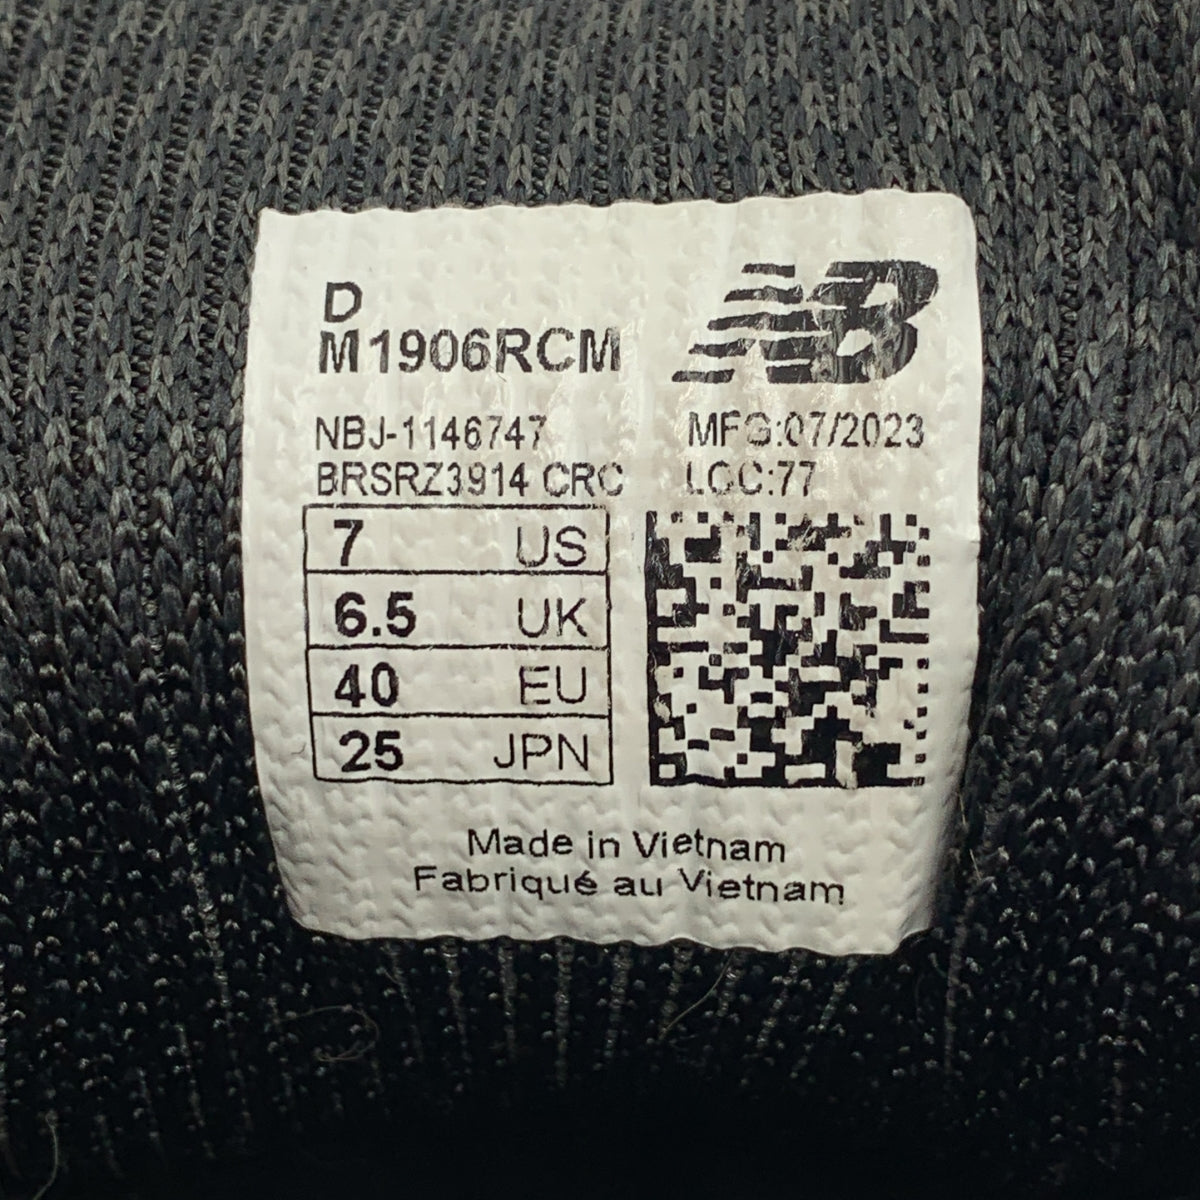 D
M1906RCM
NB
NBJ-1146747
MFG:07/2023
BRSRZ3914 CRC
LOC:77
7 US
6.5 UK
40 EU
25 JPN
Made in Vietnam
Fabriqué au Vietnam